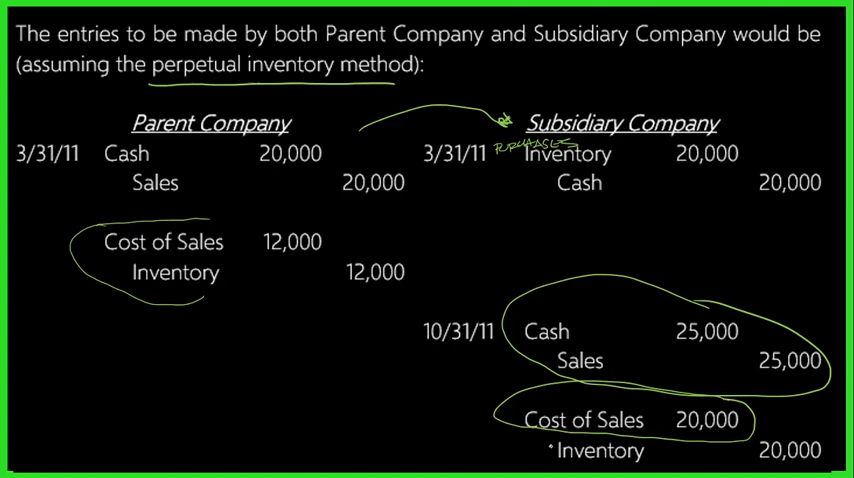 The entries to be made by both Parent Company and Subsidiary Company would be
(assuming the perpetual inventory method):
Parent Company Subsidiary Company
PURCHASES
3/31/11 Cash 20,000 3/31/11 Inventory 20,000
Sales 20,000 Cash 20,000
Cost of Sales 12,000
Inventory 12,000
10/31/11 Cash 25,000
Sales 25,000
Cost of Sales 20,000
Inventory 20,000